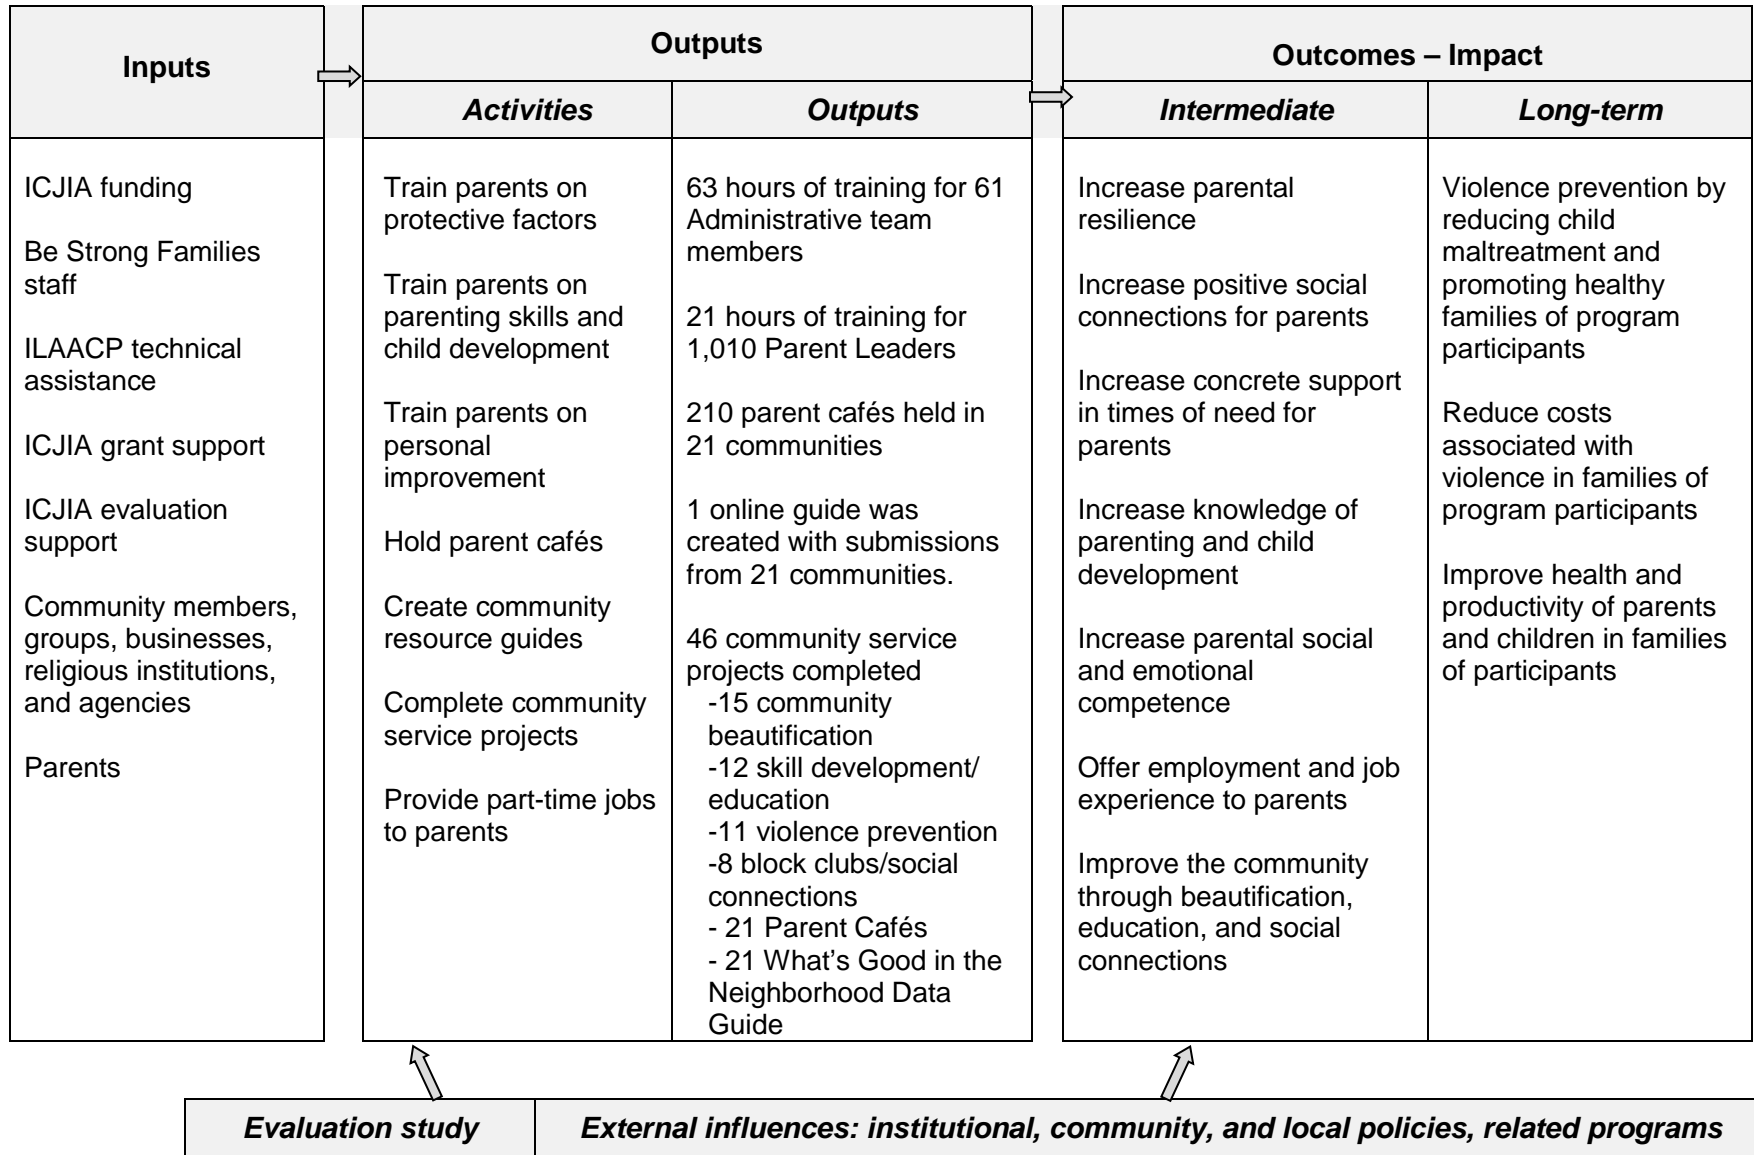 Inputs
Outputs
Outcomes – Impact
Activities
Outputs
Intermediate
Long-term
ICJIA funding
Be Strong Families
staff
ILAACP technical
assistance
ICJIA grant support
ICJIA evaluation
support
Community members,
groups, businesses,
religious institutions,
and agencies
Parents
Train parents on
protective factors
Train parents on
parenting skills and
child development
Train parents on
personal
improvement
Hold parent cafés
Create community
resource guides
Complete community
service projects
Provide part-time jobs
to parents
63 hours of training for 61
Administrative team
members
21 hours of training for
1,010 Parent Leaders
210 parent cafés held in
21 communities
1 online guide was
created with submissions
from 21 communities.
46 community service
projects completed
-15 community
beautification
-12 skill development/
education
-11 violence prevention
-8 block clubs/social
connections
- 21 Parent Cafés
- 21 What’s Good in the
Neighborhood Data
Guide
Increase parental
resilience
Increase positive social
connections for parents
Increase concrete support
in times of need for
parents
Increase knowledge of
parenting and child
development
Increase parental social
and emotional
competence
Offer employment and job
experience to parents
Improve the community
through beautification,
education, and social
connections
Violence prevention by
reducing child
maltreatment and
promoting healthy
families of program
participants
Reduce costs
associated with
violence in families of
program participants
Improve health and
productivity of parents
and children in families
of participants
Evaluation study
External influences: institutional, community, and local policies, related programs